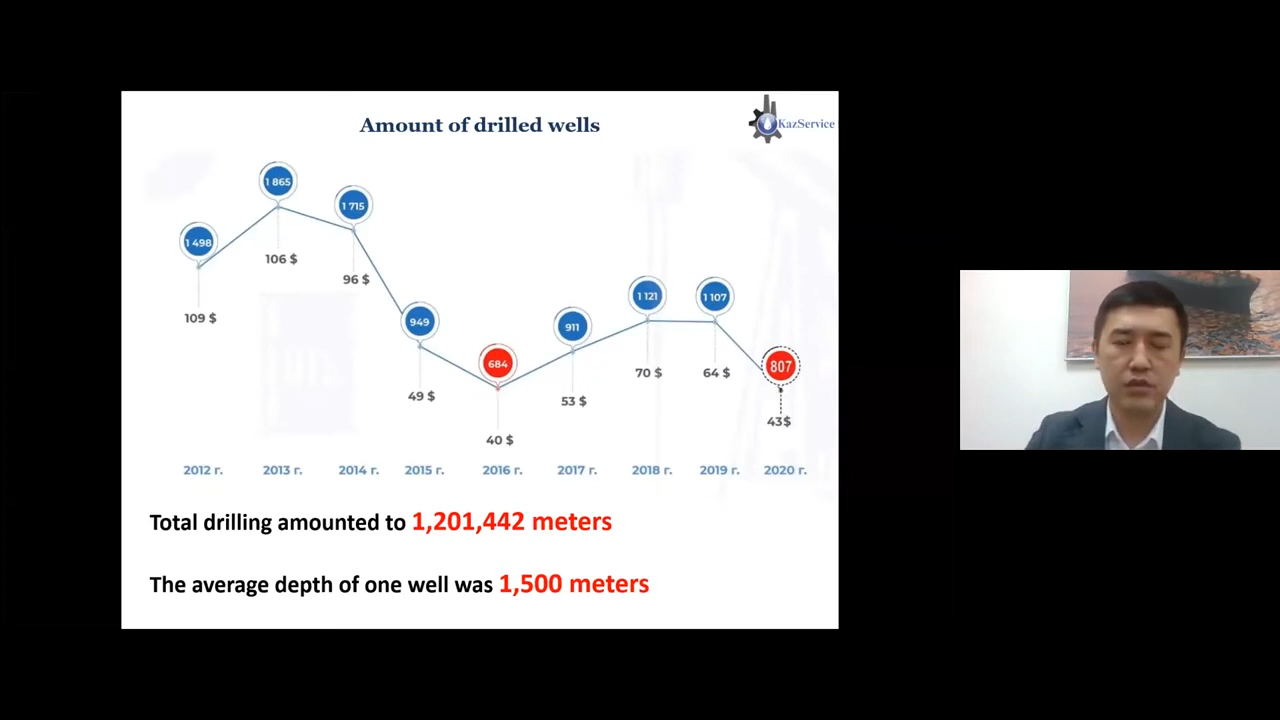 Amount of drilled wells
KazService
1 865
1 715
1 498
106 $
96 $
109 $
1 121
1 107
949
911
684
807
70 $
64 $
49 $
53 $
43$
40 $
2012 г.
2013 г.
2014 г.
2015 г.
2016 г.
2017 г.
2018 г.
2019 г.
2020 г.
Total drilling amounted to 1,201,442 meters
The average depth of one well was 1,500 meters